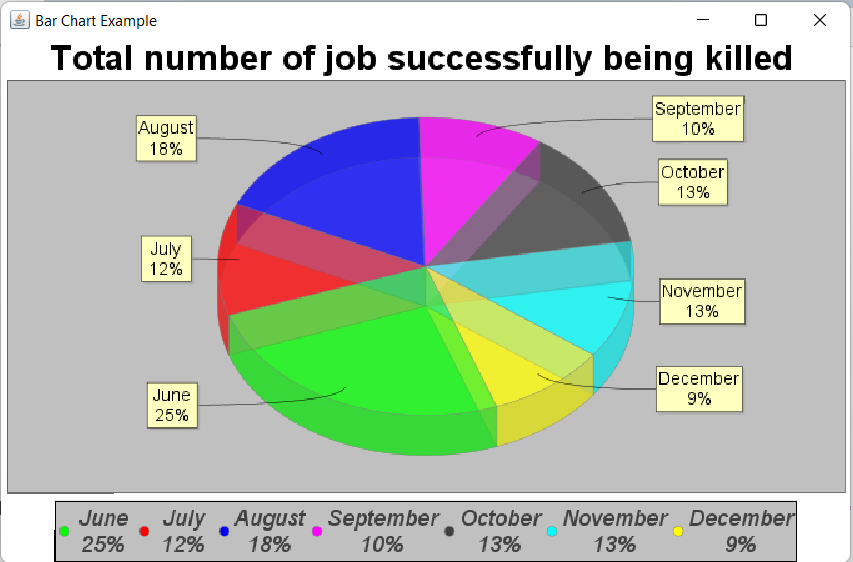 Bar Chart Example
Total number of job successfully being killed
August
18%
September
10%
October
13%
July
12%
November
13%
December
9%
June
25%
June July August September October November December
25% 12% 18% 10% 13% 13% 9%